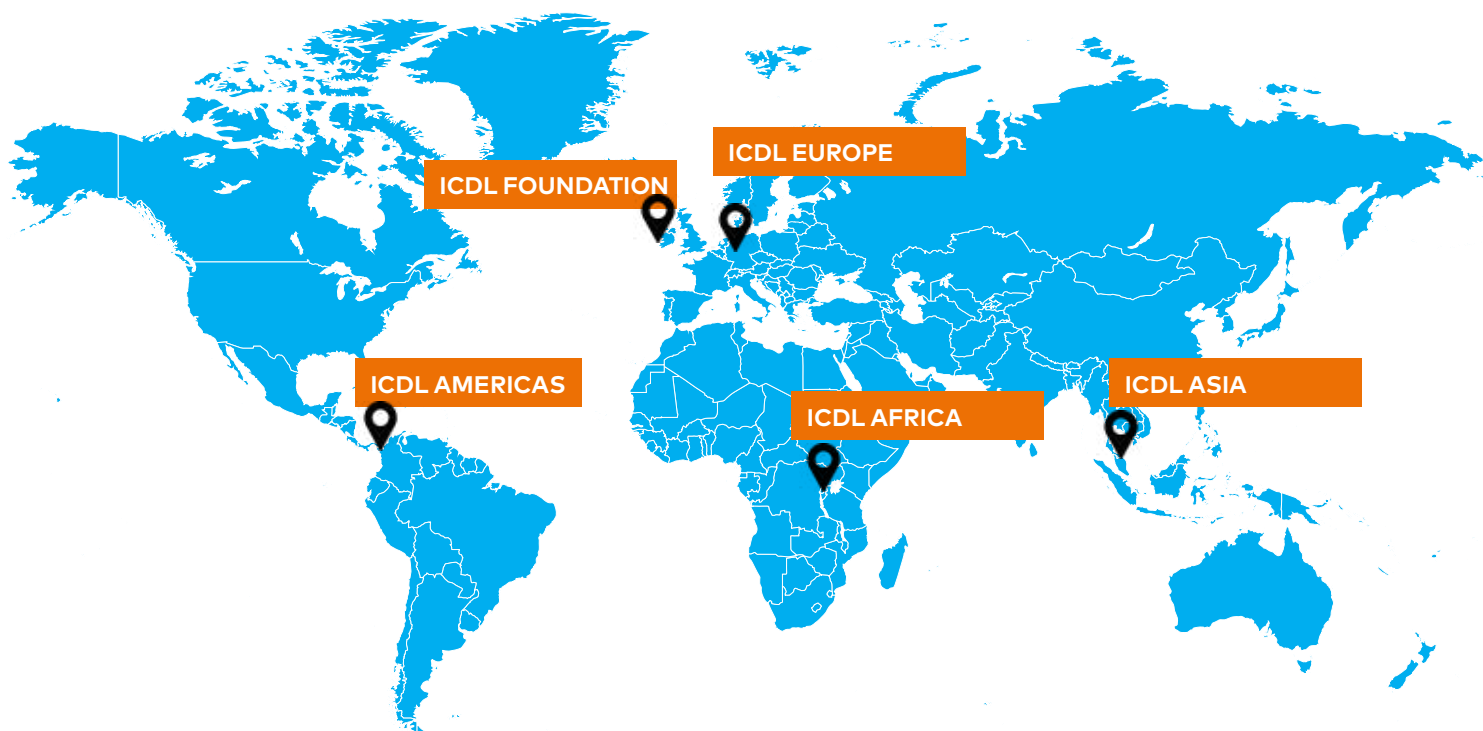 ICDL EUROPE
ICDL FOUNDATION
ICDL AMERICAS
ICDL ASIA
ICDL AFRICA